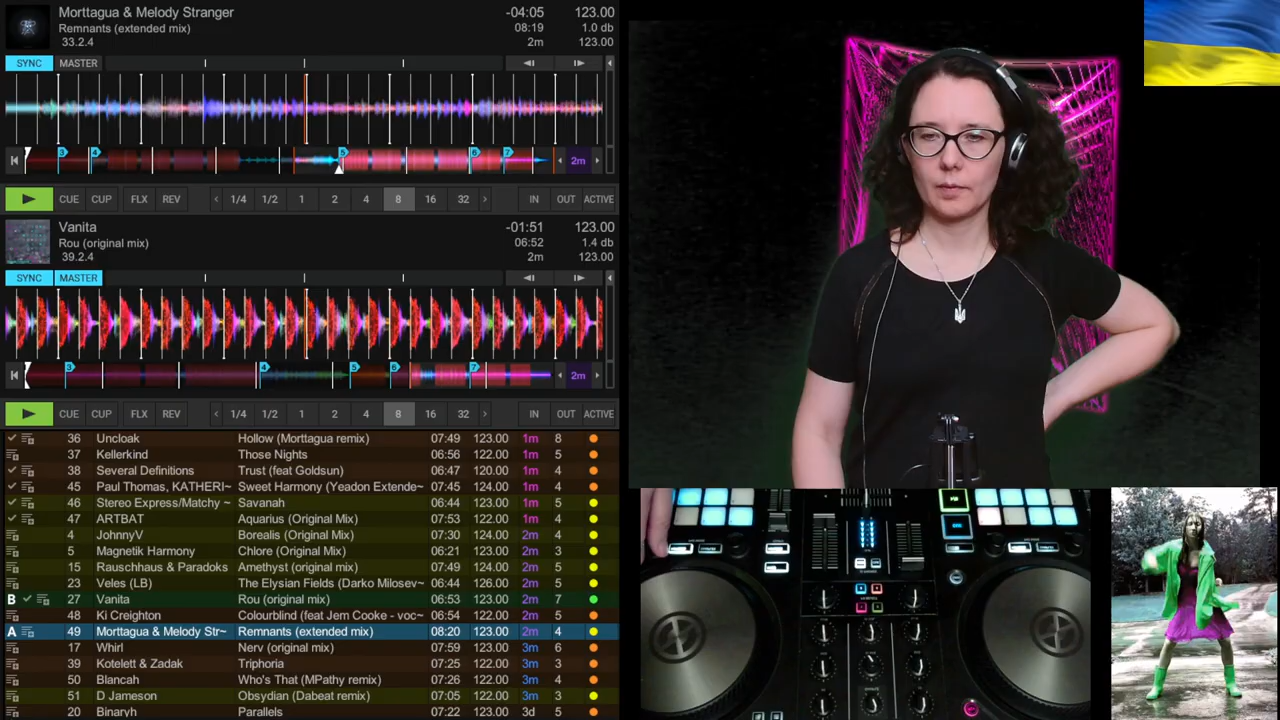 Morttagua & Melody Stranger -04:05 123.00
Remnants (extended mix) 08:19 1.0 db
33.2.4 2m 123.00
SYNC MASTER
3 4 5 6 7 2m
CUE CUP FLX REV 1/4 1/2 1 2 4 8 16 32 IN OUT ACTIVE
Vanita -01:51 123.00
Rou (original mix) 06:52 1.4 db
39.2.4 2m 123.00
SYNC MASTER
3 4 5 6 7 2m
CUE CUP FLX REV 1/4 1/2 1 2 4 8 16 32 IN OUT ACTIVE
36 Uncloak Hollow (Morttagua remix) 07:49 123.00 1m 8
37 Kellerkind Those Nights 06:56 122.00 1m 5
38 Several Definitions Trust (feat Goldsun) 06:47 120.00 1m 4
45 Paul Thomas, KATHERI~ Sweet Harmony (Yeadon Extende~ 07:45 124.00 1m 4
46 Stereo Express/Matchy ~ Savanah 06:44 123.00 1m 5
47 ARTBAT Aquarius (Original Mix) 07:53 122.00 1m 4
4 JohnnyV Borealis (Original Mix) 07:30 124.00 2m 4
5 Magnetik Harmony Chlore (Original Mix) 06:21 123.00 2m 4
15 Rauschhaus & Paradoks Amethyst (original mix) 07:49 124.00 2m 5
23 Veles (LB) The Elysian Fields (Darko Milosev~ 06:44 126.00 2m 6
B 27 Vanita Rou (original mix) 06:53 123.00 2m 7
48 Ki Creighton Colourblind (feat Jem Cooke - voc~ 06:54 122.00 2m 5
A 49 Morttagua & Melody Str~ Remnants (extended mix) 08:20 123.00 2m 4
17 Whirl Nerv (original mix) 07:59 123.00 3m 6
39 Kotelett & Zadak Triphoria 07:25 122.00 3m 3
50 Blancah Who's That (MPathy remix) 07:26 122.00 3m 4
51 D Jameson Obsydian (Dabeat remix) 07:05 122.00 3m 3
20 Binaryh Parallels 07:22 123.00 3d 5